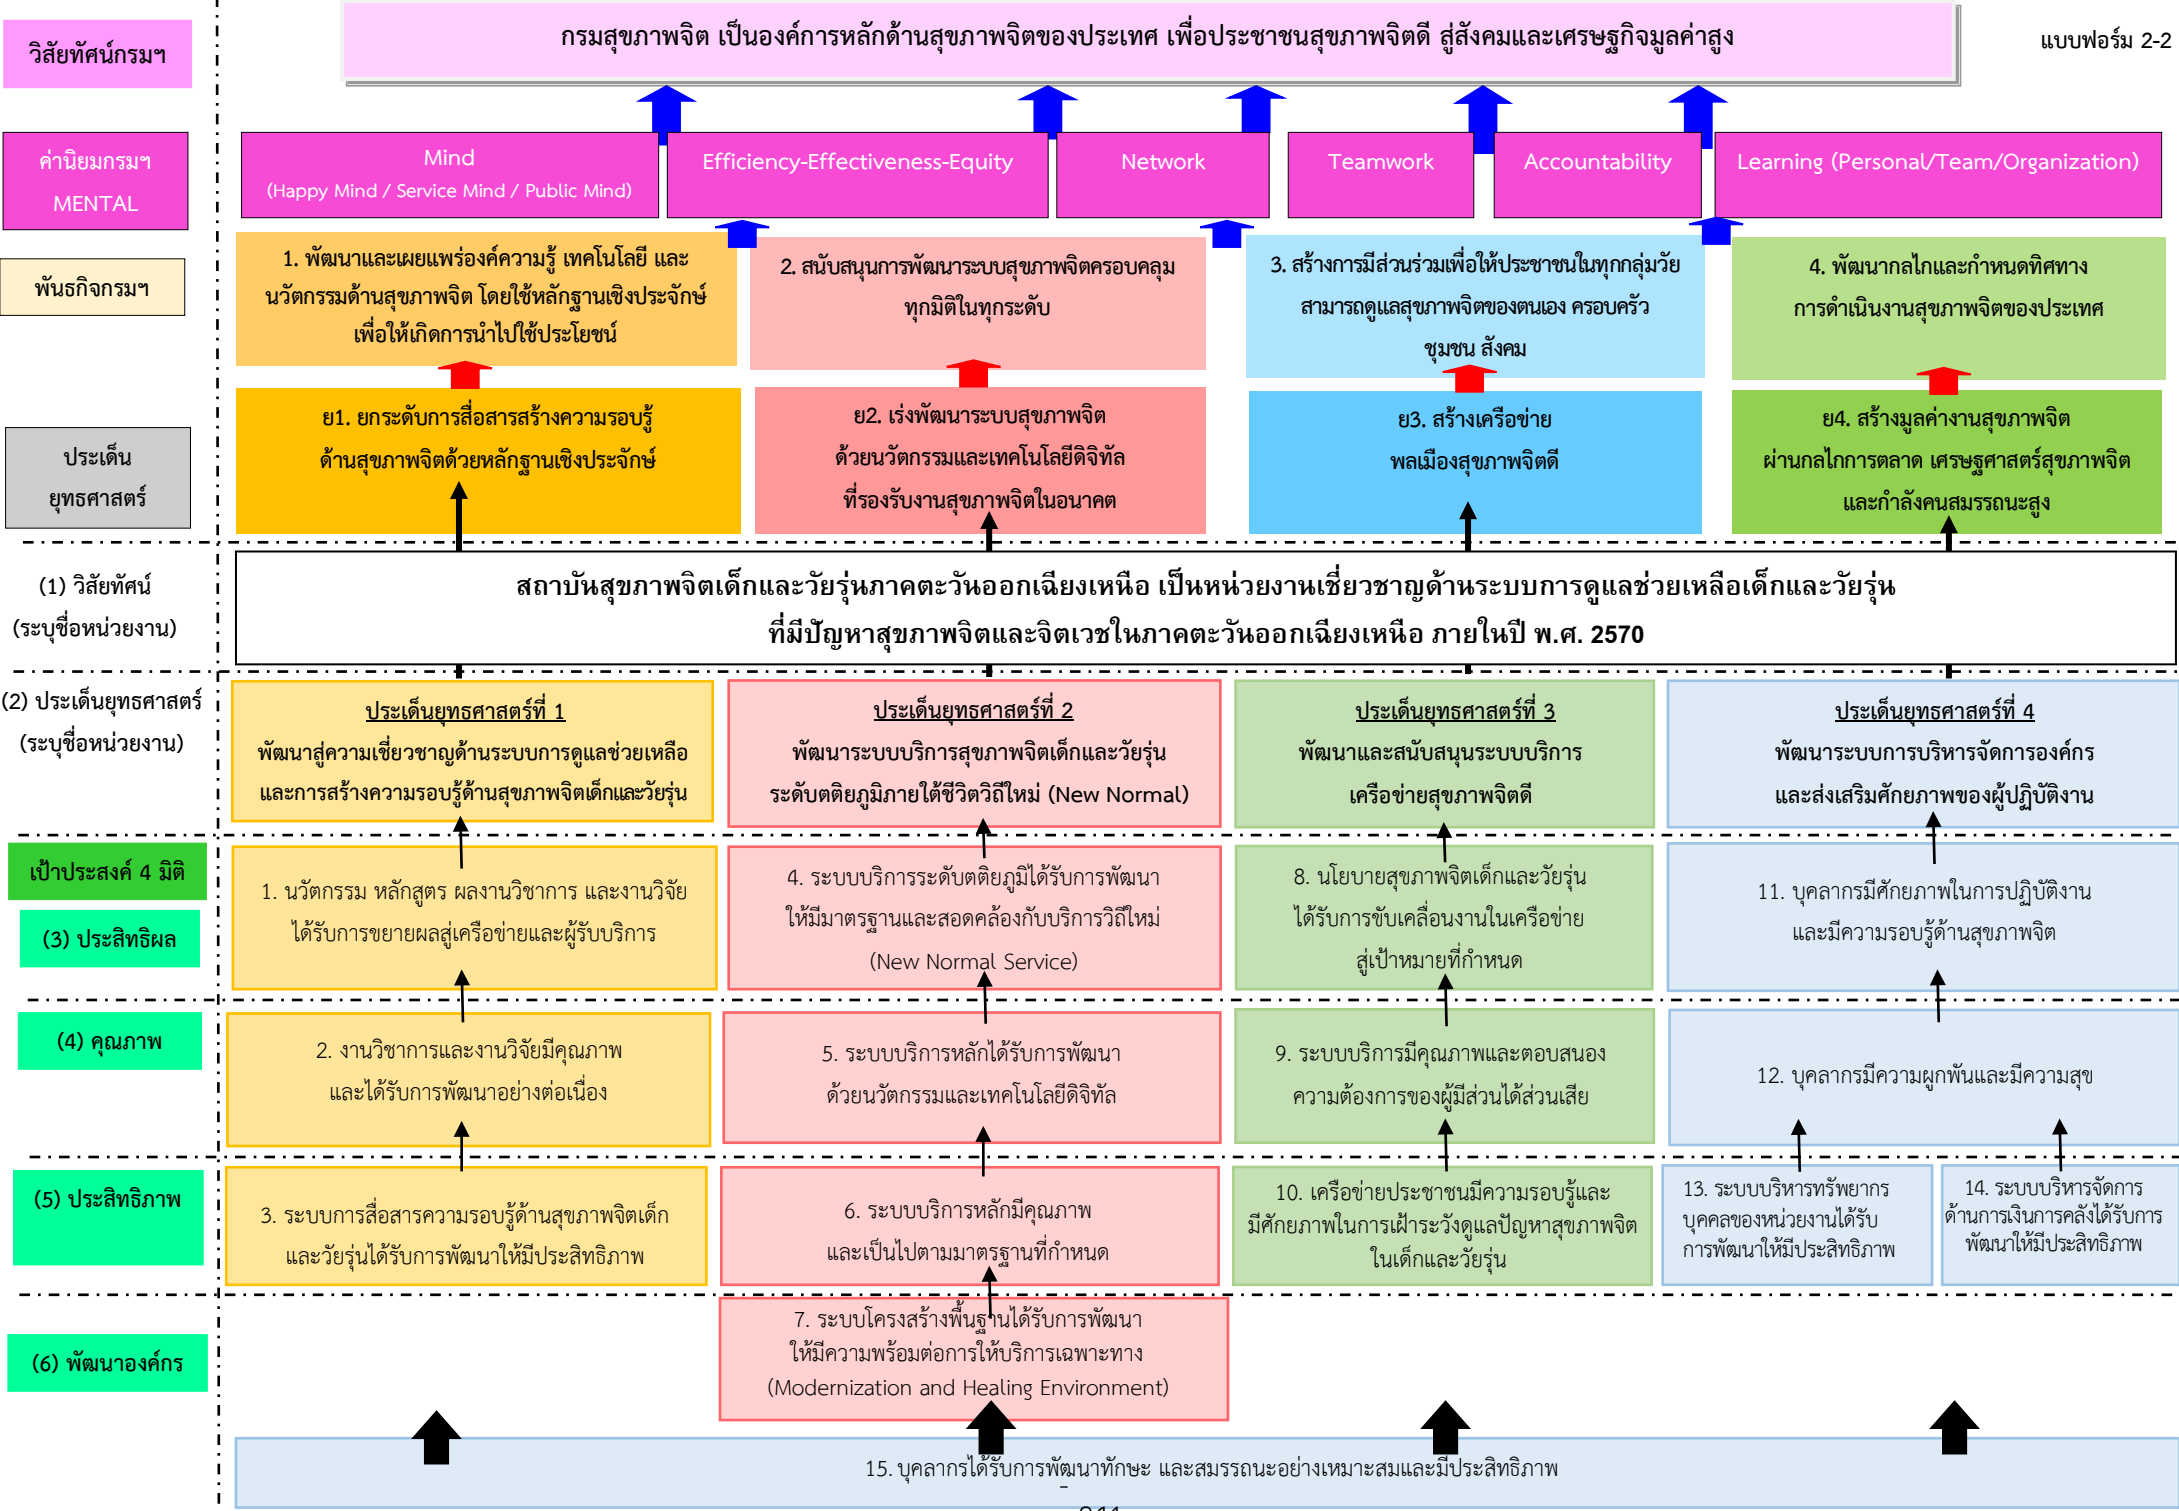 กรมสุขภาพจิต เป็นองค์การหลักด้านสุขภาพจิตของประเทศ เพื่อประชาชนสุขภาพจิตดี สู่สังคมและเศรษฐกิจมูลค่าสูง
แบบฟอร์ม 2-2
วิสัยทัศน์กรมฯ
ค่านิยมกรมฯ
MENTAL
Mind
(Happy Mind / Service Mind / Public Mind)
Efficiency-Effectiveness-Equity
Network
Teamwork
Accountability
Learning (Personal/Team/Organization)
พันธกิจกรมฯ
1. พัฒนาและเผยแพร่องค์ความรู้ เทคโนโลยี และ
นวัตกรรมด้านสุขภาพจิต โดยใช้หลักฐานเชิงประจักษ์
เพื่อให้เกิดการนำไปใช้ประโยชน์
2. สนับสนุนการพัฒนาระบบสุขภาพจิตครอบคลุม
ทุกมิติในทุกระดับ
3. สร้างการมีส่วนร่วมเพื่อให้ประชาชนในทุกกลุ่มวัย
สามารถดูแลสุขภาพจิตของตนเอง ครอบครัว
ชุมชน สังคม
4. พัฒนากลไกและกำหนดทิศทาง
การดำเนินงานสุขภาพจิตของประเทศ
ประเด็น
ยุทธศาสตร์
ย1. ยกระดับการสื่อสารสร้างความรอบรู้
ด้านสุขภาพจิตด้วยหลักฐานเชิงประจักษ์
ย2. เร่งพัฒนาระบบสุขภาพจิต
ด้วยนวัตกรรมและเทคโนโลยีดิจิทัล
ที่รองรับงานสุขภาพจิตในอนาคต
ย3. สร้างเครือข่าย
พลเมืองสุขภาพจิตดี
ย4. สร้างมูลค่างานสุขภาพจิต
ผ่านกลไกการตลาด เศรษฐศาสตร์สุขภาพจิต
และกำลังคนสมรรถนะสูง
(1) วิสัยทัศน์
(ระบุชื่อหน่วยงาน)
สถาบันสุขภาพจิตเด็กและวัยรุ่นภาคตะวันออกเฉียงเหนือ เป็นหน่วยงานเชี่ยวชาญด้านระบบการดูแลช่วยเหลือเด็กและวัยรุ่น
ที่มีปัญหาสุขภาพจิตและจิตเวชในภาคตะวันออกเฉียงเหนือ ภายในปี พ.ศ. 2570
(2) ประเด็นยุทธศาสตร์
(ระบุชื่อหน่วยงาน)
ประเด็นยุทธศาสตร์ที่ 1
พัฒนาสู่ความเชี่ยวชาญด้านระบบการดูแลช่วยเหลือ
และการสร้างความรอบรู้ด้านสุขภาพจิตเด็กและวัยรุ่น
ประเด็นยุทธศาสตร์ที่ 2
พัฒนาระบบบริการสุขภาพจิตเด็กและวัยรุ่น
ระดับตติยภูมิภายใต้ชีวิตวิถีใหม่ (New Normal)
ประเด็นยุทธศาสตร์ที่ 3
พัฒนาและสนับสนุนระบบบริการ
เครือข่ายสุขภาพจิตดี
ประเด็นยุทธศาสตร์ที่ 4
พัฒนาระบบการบริหารจัดการองค์กร
และส่งเสริมศักยภาพของผู้ปฏิบัติงาน
เป้าประสงค์ 4 มิติ
(3) ประสิทธิผล
1. นวัตกรรม หลักสูตร ผลงานวิชาการ และงานวิจัย
ได้รับการขยายผลสู่เครือข่ายและผู้รับบริการ
4. ระบบบริการระดับตติยภูมิได้รับการพัฒนา
ให้มีมาตรฐานและสอดคล้องกับบริการวิถีใหม่
(New Normal Service)
8. นโยบายสุขภาพจิตเด็กและวัยรุ่น
ได้รับการขับเคลื่อนงานในเครือข่าย
สู่เป้าหมายที่กำหนด
11. บุคลากรมีศักยภาพในการปฏิบัติงาน
และมีความรอบรู้ด้านสุขภาพจิต
(4) คุณภาพ
2. งานวิชาการและงานวิจัยมีคุณภาพ
และได้รับการพัฒนาอย่างต่อเนื่อง
5. ระบบบริการหลักได้รับการพัฒนา
ด้วยนวัตกรรมและเทคโนโลยีดิจิทัล
9. ระบบบริการมีคุณภาพและตอบสนอง
ความต้องการของผู้มีส่วนได้ส่วนเสีย
12. บุคลากรมีความผูกพันและมีความสุข
(5) ประสิทธิภาพ
3. ระบบการสื่อสารความรอบรู้ด้านสุขภาพจิตเด็ก
และวัยรุ่นได้รับการพัฒนาให้มีประสิทธิภาพ
6. ระบบบริการหลักมีคุณภาพ
และเป็นไปตามมาตรฐานที่กำหนด
10. เครือข่ายประชาชนมีความรอบรู้และ
มีศักยภาพในการเฝ้าระวังดูแลปัญหาสุขภาพจิต
ในเด็กและวัยรุ่น
13. ระบบบริหารทรัพยากร
บุคคลของหน่วยงานได้รับ
การพัฒนาให้มีประสิทธิภาพ
14. ระบบบริหารจัดการ
ด้านการเงินการคลังได้รับการ
พัฒนาให้มีประสิทธิภาพ
(6) พัฒนาองค์กร
7. ระบบโครงสร้างพื้นฐานได้รับการพัฒนา
ให้มีความพร้อมต่อการให้บริการเฉพาะทาง
(Modernization and Healing Environment)
15. บุคลากรได้รับการพัฒนาทักษะ และสมรรถนะอย่างเหมาะสมและมีประสิทธิภาพ